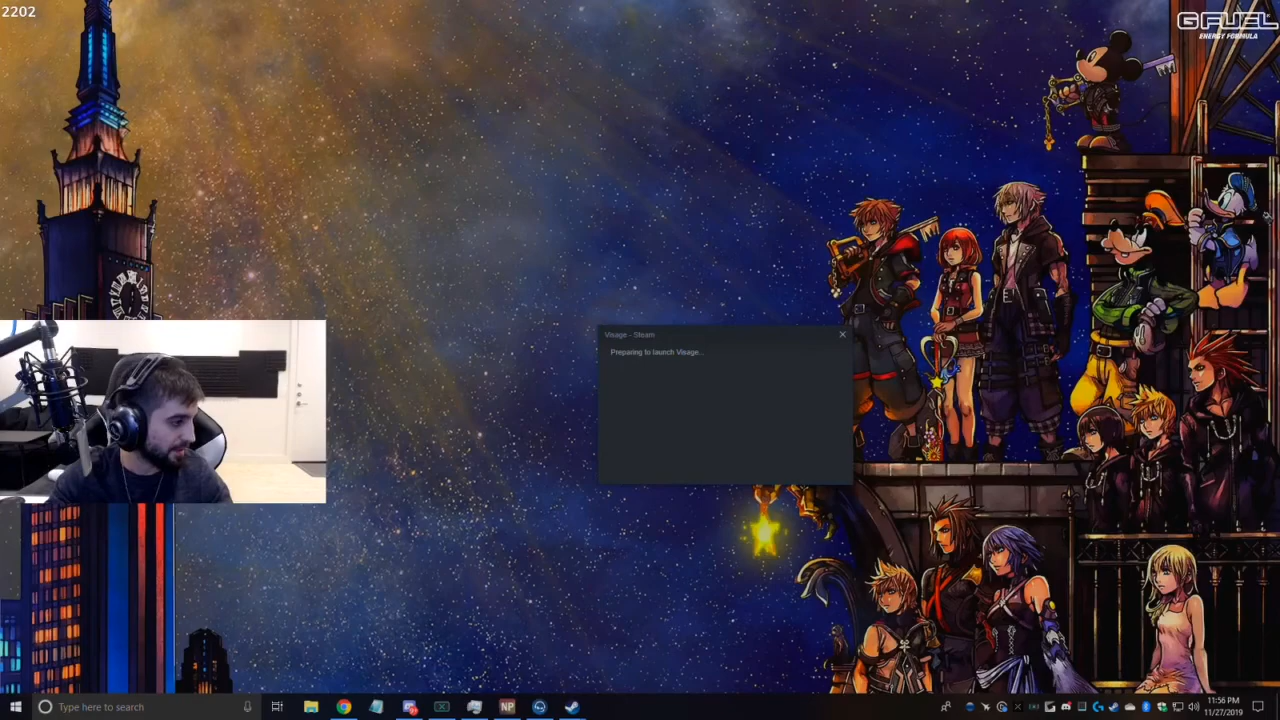 2202
G FUEL
ENERGY FORMULA
Visage - Steam
Preparing to launch Visage...
Type here to search
NP
11:56 PM
11/27/2019